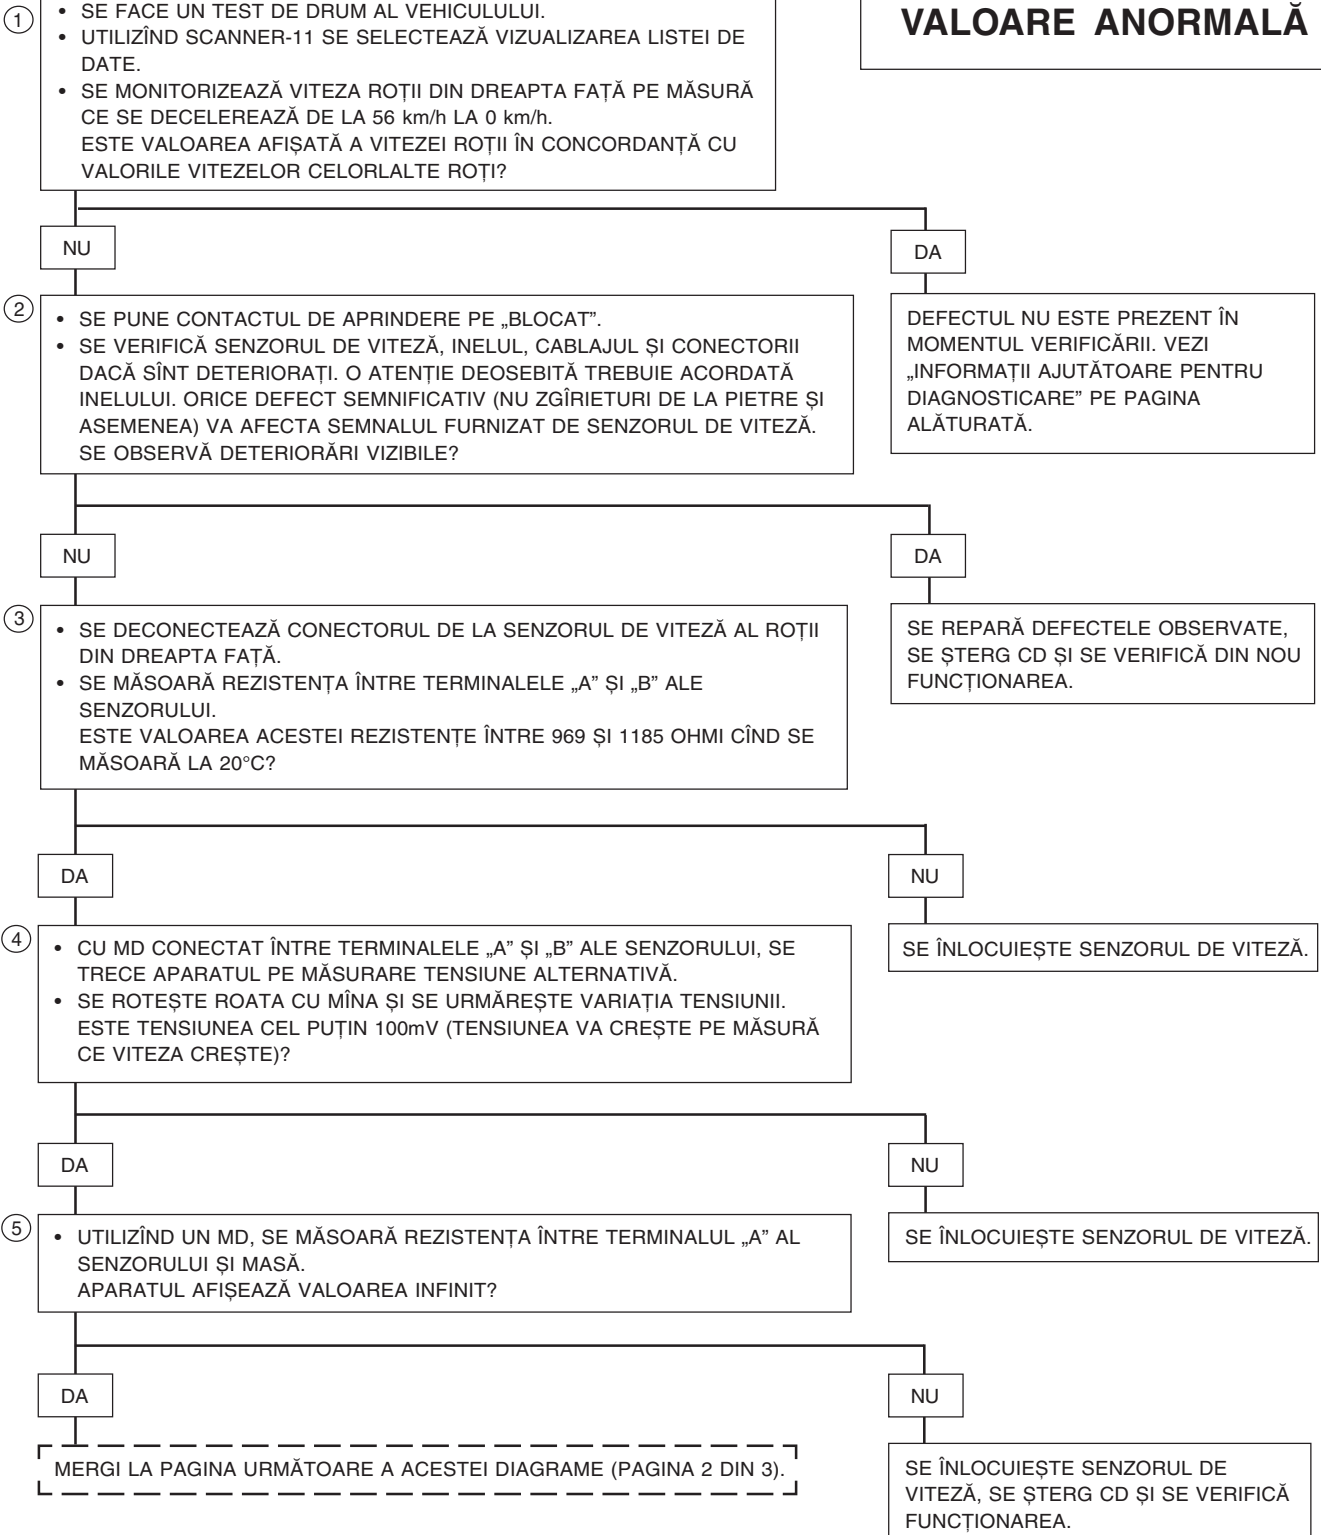 VALOARE ANORMALĂ
1
• SE FACE UN TEST DE DRUM AL VEHICULULUI.
• UTILIZÎND SCANNER-11 SE SELECTEAZĂ VIZUALIZAREA LISTEI DE
DATE.
• SE MONITORIZEAZĂ VITEZA ROȚII DIN DREAPTA FAȚĂ PE MĂSURĂ
CE SE DECELEREAZĂ DE LA 56 km/h LA 0 km/h.
ESTE VALOAREA AFIȘATĂ A VITEZEI ROȚII ÎN CONCORDANȚĂ CU
VALORILE VITEZELOR CELORLALTE ROȚI?
NU
DA
2
• SE PUNE CONTACTUL DE APRINDERE PE „BLOCAT”.
• SE VERIFICĂ SENZORUL DE VITEZĂ, INELUL, CABLAJUL ȘI CONECTORII
DACĂ SÎNT DETERIORAȚI. O ATENȚIE DEOSEBITĂ TREBUIE ACORDATĂ
INELULUI. ORICE DEFECT SEMNIFICATIV (NU ZGÎRIETURI DE LA PIETRE ȘI
ASEMENEA) VA AFECTA SEMNALUL FURNIZAT DE SENZORUL DE VITEZĂ.
SE OBSERVĂ DETERIORĂRI VIZIBILE?
DEFECTUL NU ESTE PREZENT ÎN
MOMENTUL VERIFICĂRII. VEZI
„INFORMAȚII AJUTĂTOARE PENTRU
DIAGNOSTICARE” PE PAGINA
ALĂTURATĂ.
NU
DA
3
• SE DECONECTEAZĂ CONECTORUL DE LA SENZORUL DE VITEZĂ AL ROȚII
DIN DREAPTA FAȚĂ.
• SE MĂSOARĂ REZISTENȚA ÎNTRE TERMINALELE „A” ȘI „B” ALE
SENZORULUI.
ESTE VALOAREA ACESTEI REZISTENȚE ÎNTRE 969 ȘI 1185 OHMI CÎND SE
MĂSOARĂ LA 20°C?
SE REPARĂ DEFECTELE OBSERVATE,
SE ȘTERG CD ȘI SE VERIFICĂ DIN NOU
FUNCȚIONAREA.
DA
NU
4
• CU MD CONECTAT ÎNTRE TERMINALELE „A” ȘI „B” ALE SENZORULUI, SE
TRECE APARATUL PE MĂSURARE TENSIUNE ALTERNATIVĂ.
• SE ROTEȘTE ROATA CU MÎNA ȘI SE URMĂREȘTE VARIAȚIA TENSIUNII.
ESTE TENSIUNEA CEL PUȚIN 100mV (TENSIUNEA VA CREȘTE PE MĂSURĂ
CE VITEZA CREȘTE)?
SE ÎNLOCUIEȘTE SENZORUL DE VITEZĂ.
DA
NU
5
• UTILIZÎND UN MD, SE MĂSOARĂ REZISTENȚA ÎNTRE TERMINALUL „A” AL
SENZORULUI ȘI MASĂ.
APARATUL AFIȘEAZĂ VALOAREA INFINIT?
SE ÎNLOCUIEȘTE SENZORUL DE VITEZĂ.
DA
NU
MERGI LA PAGINA URMĂTOARE A ACESTEI DIAGRAME (PAGINA 2 DIN 3).
SE ÎNLOCUIEȘTE SENZORUL DE
VITEZĂ, SE ȘTERG CD ȘI SE VERIFICĂ
FUNCȚIONAREA.